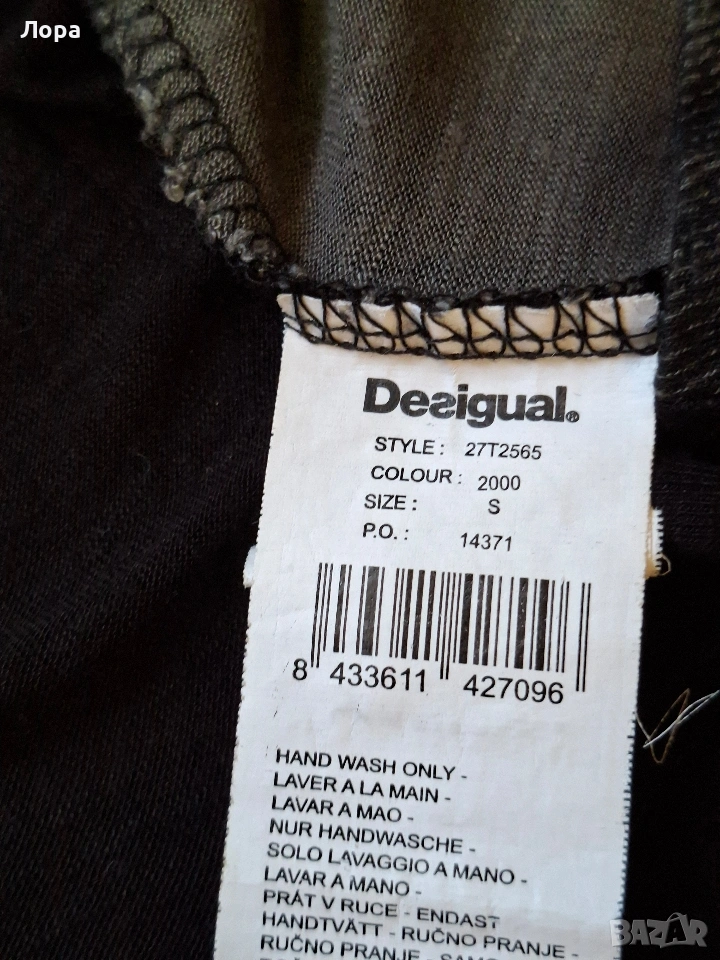 Лора
Desigual®
STYLE : 27T2565
COLOUR : 2000
SIZE : S
P.O. : 14371
8 433611 427096
HAND WASH ONLY -
LAVER A LA MAIN -
LAVAR A MAO -
NUR HANDWASCHE -
SOLO LAVAGGIO A MANO -
LAVAR A MANO -
PRÁT V RUCE - ENDAST
HANDTVÄTT - RUČNO PRANJE -
RUČNO PRANJE -
BAZAR